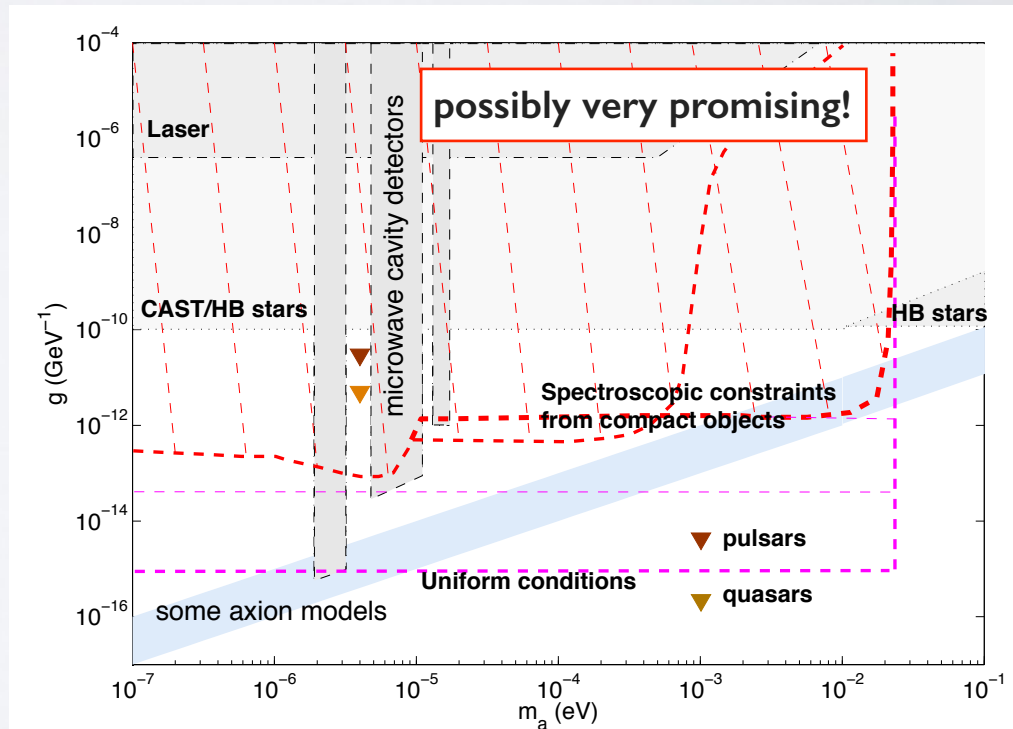 possibly very promising!
Laser
microwave cavity detectors
CAST/HB stars
HB stars
Spectroscopic constraints
from compact objects
pulsars
Uniform conditions
quasars
some axion models
g (GeV⁻¹)
10⁻⁴
10⁻⁶
10⁻⁸
10⁻¹⁰
10⁻¹²
10⁻¹⁴
10⁻¹⁶
10⁻⁷ 10⁻⁶ 10⁻⁵ 10⁻⁴ 10⁻³ 10⁻² 10⁻¹
mₐ (eV)